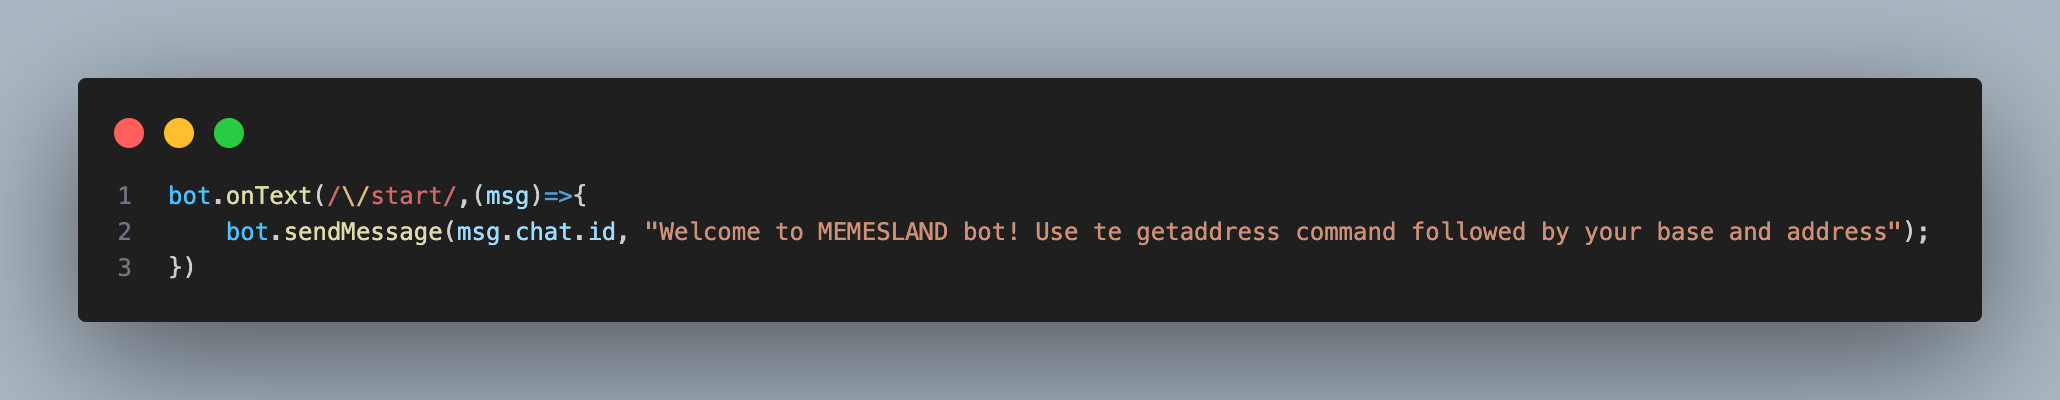 1 bot.onText(/\/start/,(msg)=>{
2     bot.sendMessage(msg.chat.id, "Welcome to MEMESLAND bot! Use te getaddress command followed by your base and address");
3 })